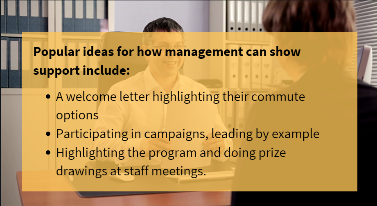 Popular ideas for how management can show
support include:
• A welcome letter highlighting their commute
options
• Participating in campaigns, leading by example
• Highlighting the program and doing prize
drawings at staff meetings.